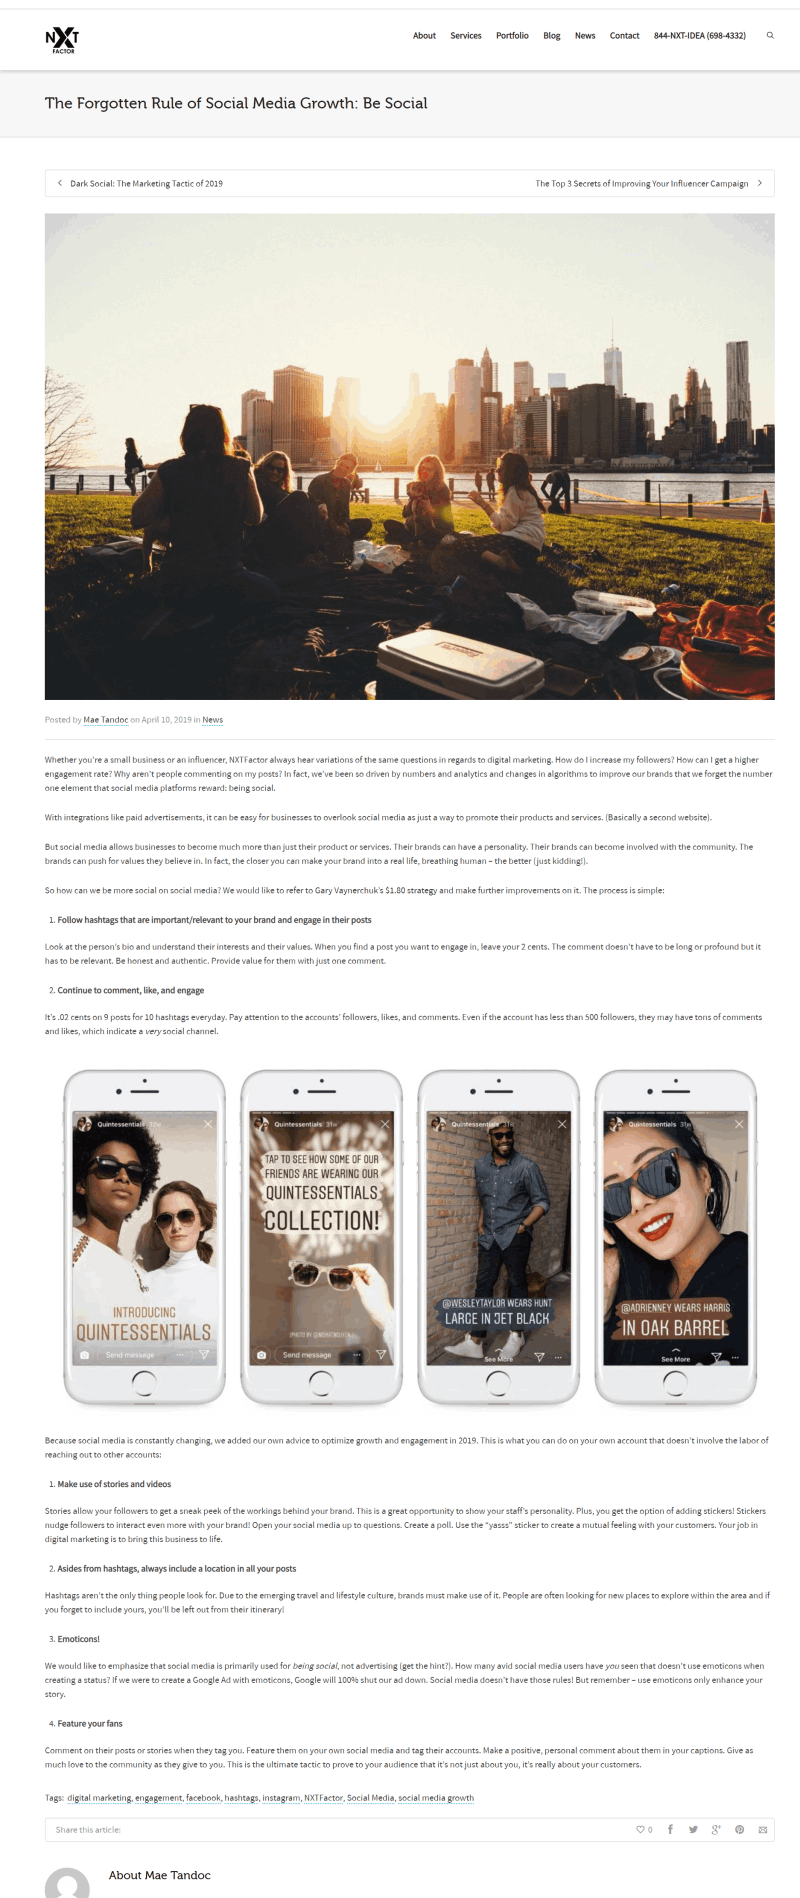 NXT
FACTOR
About Services Portfolio Blog News Contact 844-NXT-IDEA (698-4332)
The Forgotten Rule of Social Media Growth: Be Social
Dark Social: The Marketing Tactic of 2019
The Top 3 Secrets of Improving Your Influencer Campaign
Posted by Mae Tandoc on April 10, 2019 in News
Whether you're a small business or an influencer, NXTFactor always hear variations of the same questions in regards to digital marketing. How do I increase my followers? How can I get a higher
engagement rate? Why aren't people commenting on my posts? In fact, we've been so driven by numbers and analytics and changes in algorithms to improve our brands that we forget the number
one element that social media platforms reward: being social.
With integrations like paid advertisements, it can be easy for businesses to overlook social media as just a way to promote their products and services. (Basically a second website).
But social media allows businesses to become much more than just their product or services. Their brands can have a personality. Their brands can become involved with the community. The
brands can push for values they believe in. In fact, the closer you can make your brand into a real life, breathing human – the better (just kidding!).
So how can we be more social on social media? We would like to refer to Gary Vaynerchuk's $1.80 strategy and make further improvements on it. The process is simple:
1. Follow hashtags that are important/relevant to your brand and engage in their posts
Look at the person's bio and understand their interests and their values. When you find a post you want to engage in, leave your 2 cents. The comment doesn't have to be long or profound but it
has to be relevant. Be honest and authentic. Provide value for them with just one comment.
2. Continue to comment, like, and engage
It's .02 cents on 9 posts for 10 hashtags everyday. Pay attention to the accounts' followers, likes, and comments. Even if the account has less than 500 followers, they may have tons of comments
and likes, which indicate a very social channel.
Quintessentials 32w
INTRODUCING
QUINTESSENTIALS
Send message
Quintessentials 31w
TAP TO SEE HOW SOME OF OUR
FRIENDS ARE WEARING OUR
QUINTESSENTIALS
COLLECTION!
Send message
Quintessentials 31w
@WESLEYTAYLOR WEARS HUNT
LARGE IN JET BLACK
See More
Quintessentials 31w
@ADRIENNEY WEARS HARRIS
IN OAK BARREL
See More
Because social media is constantly changing, we added our own advice to optimize growth and engagement in 2019. This is what you can do on your own account that doesn't involve the labor of
reaching out to other accounts:
1. Make use of stories and videos
Stories allow your followers to get a sneak peek of the workings behind your brand. This is a great opportunity to show your staff's personality. Plus, you get the option of adding stickers! Stickers
nudge followers to interact even more with your brand! Open your social media up to questions. Create a poll. Use the "yasss" sticker to create a mutual feeling with your customers. Your job in
digital marketing is to bring this business to life.
2. Asides from hashtags, always include a location in all your posts
Hashtags aren't the only thing people look for. Due to the emerging travel and lifestyle culture, brands must make use of it. People are often looking for new places to explore within the area and if
you forget to include yours, you'll be left out from their itinerary!
3. Emoticons!
We would like to emphasize that social media is primarily used for being social, not advertising (get the hint?). How many avid social media users have you seen that doesn't use emoticons when
creating a status? If we were to create a Google Ad with emoticons, Google will 100% shut our ad down. Social media doesn't have those rules! But remember – use emoticons only enhance your
story.
4. Feature your fans
Comment on their posts or stories when they tag you. Feature them on your own social media and tag their accounts. Make a positive, personal comment about them in your captions. Give as
much love to the community as they give to you. This is the ultimate tactic to prove to your audience that it's not just about you, it's really about your customers.
Tags: digital marketing, engagement, facebook, hashtags, instagram, NXTFactor, Social Media, social media growth
Share this article:
0
About Mae Tandoc